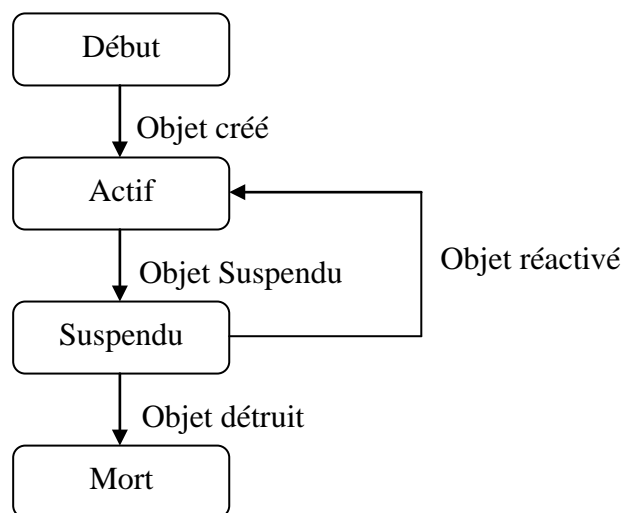 Début
Objet créé
Actif
Objet Suspendu
Objet réactivé
Suspendu
Objet détruit
Mort